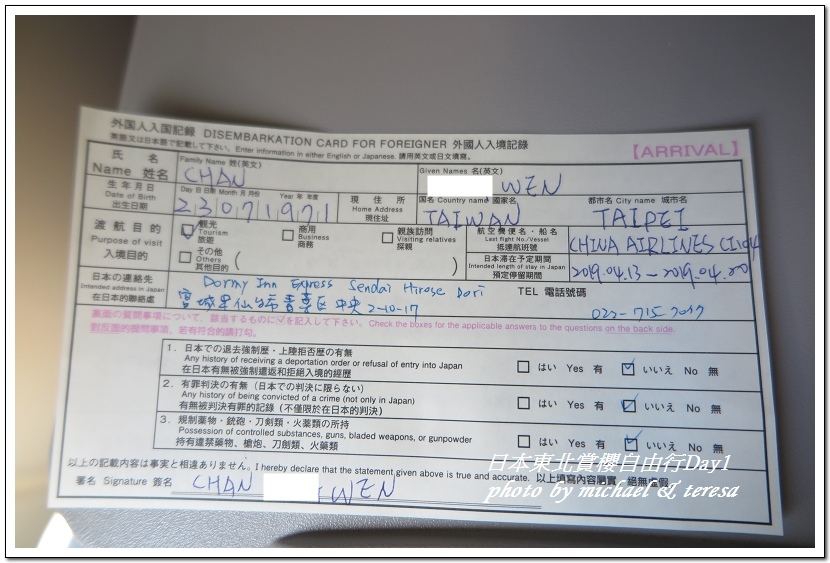 外国人入国記録 DISEMBARKATION CARD FOR FOREIGNER 外國人入境記錄
英語又は日本語で記載して下さい。Enter information in either English or Japanese. 請用英文或日文填寫。
【ARRIVAL】
氏 名 Name 姓名
Family Name 姓(英文)
CHAN
Given Names 名(英文)
WEN
生年月日 Date of Birth 出生日期
Day 日 日期 Month 月 月份 Year 年 年度
23071971
現住所 Home Address 現住址
国名 Country name 國家名
TAIWAN
都市名 City name 城市名
TAIPEI
渡航目的 Purpose of visit 入境目的
観光 Tourism 旅遊
商用 Business 商務
親族訪問 Visiting relatives 探親
その他 Others 其他目的 ( )
航空機便名・船名 Last flight No./Vessel 抵達航班號
CHINA AIRLINES
日本滞在予定期間 Intended length of stay in Japan 預定停留期間
2019.04.13~2019.04.20
日本の連絡先 Intended address in Japan 在日本的聯絡處
Dormy Inn Express Sendai Hirose Dori
宮城県仙台市青葉区中央2-10-17
TEL 電話號碼
022-715-7077
裏面の質問事項について、該当するものに✓を記入して下さい。Check the boxes for the applicable answers to the questions on the back side.
對反面的提問事項，若有符合的請打勾。
1. 日本での退去強制歴・上陸拒否歴の有無
Any history of receiving a deportation order or refusal of entry into Japan
在日本有無被強制遣返和拒絕入境的經歷
はい Yes 有 いいえ No 無
2. 有罪判決の有無（日本での判決に限らない）
Any history of being convicted of a crime (not only in Japan)
有無被判決有罪的記錄（不僅限於在日本的判決）
はい Yes 有 いいえ No 無
3. 規制薬物・銃砲・刀剣類・火薬類の所持
Possession of controlled substances, guns, bladed weapons, or gunpowder
持有違禁藥物、槍炮、刀劍類、火藥類
はい Yes 有 いいえ No 無
以上の記載内容は事実と相違ありません。I hereby declare that the statement given above is true and accurate. 以上填寫內容屬實，絕無虛假
署名 Signature 簽名
CHAN WEN
日本東北賞櫻自由行Day1
photo by michael & teresa